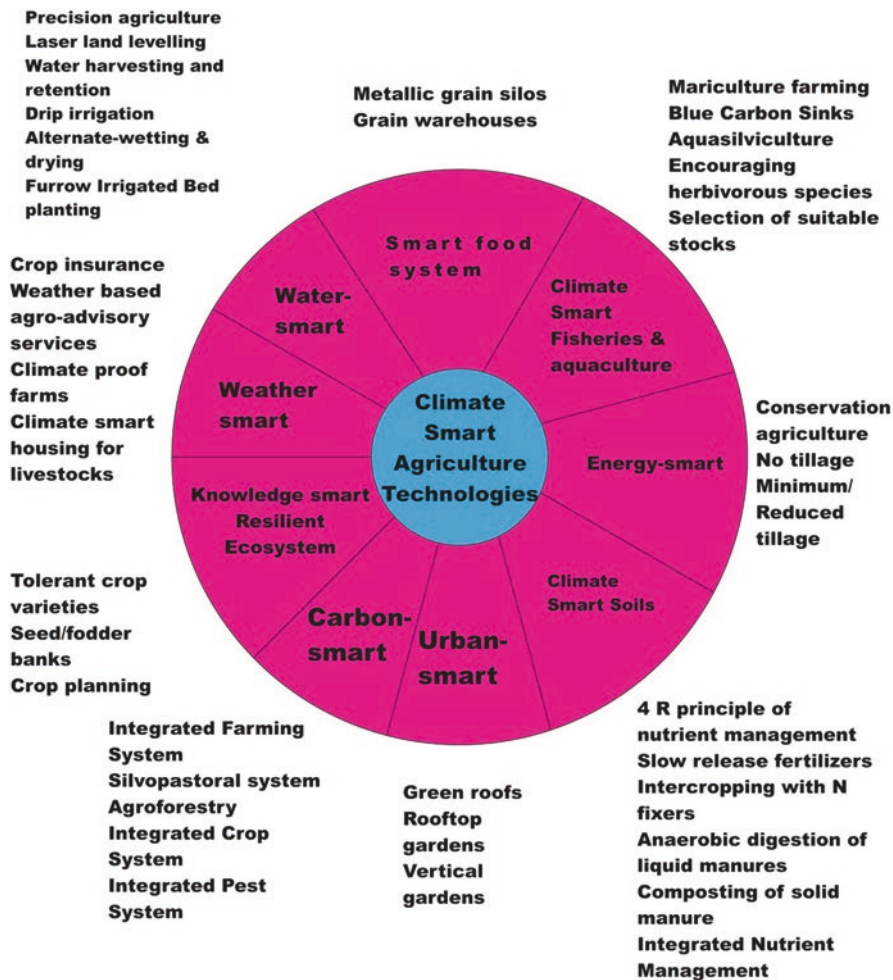 Precision agriculture
Laser land levelling
Water harvesting and
retention
Drip irrigation
Alternate-wetting &
drying
Furrow Irrigated Bed
planting
Metallic grain silos
Grain warehouses
Mariculture farming
Blue Carbon Sinks
Aquasilviculture
Encouraging
herbivorous species
Selection of suitable
stocks
Crop insurance
Weather based
agro-advisory
services
Climate proof
farms
Climate smart
housing for
livestocks
Smart food
system
Water-
smart
Climate
Smart
Fisheries &
aquaculture
Weather
smart
Climate
Smart
Agriculture
Technologies
Energy-smart
Conservation
agriculture
No tillage
Minimum/
Reduced
tillage
Knowledge smart
Resilient
Ecosystem
Climate
Smart Soils
Carbon-
smart
Urban-
smart
Tolerant crop
varieties
Seed/fodder
banks
Crop planning
Integrated Farming
System
Silvopastoral system
Agroforestry
Integrated Crop
System
Integrated Pest
System
Green roofs
Rooftop
gardens
Vertical
gardens
4 R principle of
nutrient management
Slow release fertilizers
Intercropping with N
fixers
Anaerobic digestion of
liquid manures
Composting of solid
manure
Integrated Nutrient
Management